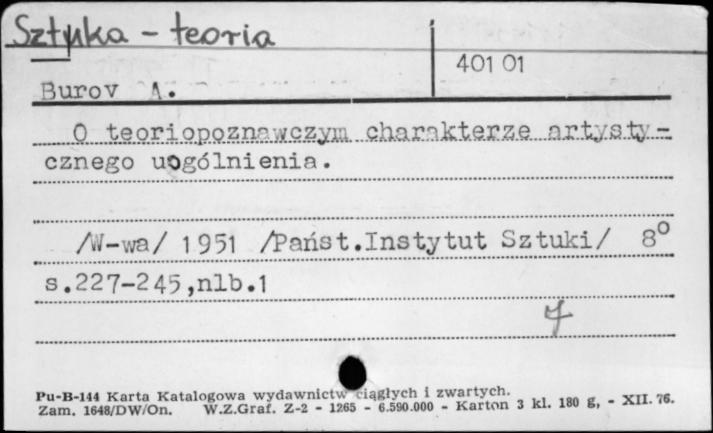 Sztuka - teoria
401 01
Burov A.
O teoriopoznawczym charakterze artysty-
cznego uogólnienia.
/W-wa/ 1951 /Państ.Instytut Sztuki/ 8°
s.227-245,nlb.1
7
Pu-B-144 Karta Katalogowa wydawnictw ciągłych i zwartych.
Zam. 1648/DW/On. W.Z.Graf. Z-2 - 1265 - 6.590.000 - Karton 3 kl. 180 g, - XII. 76.